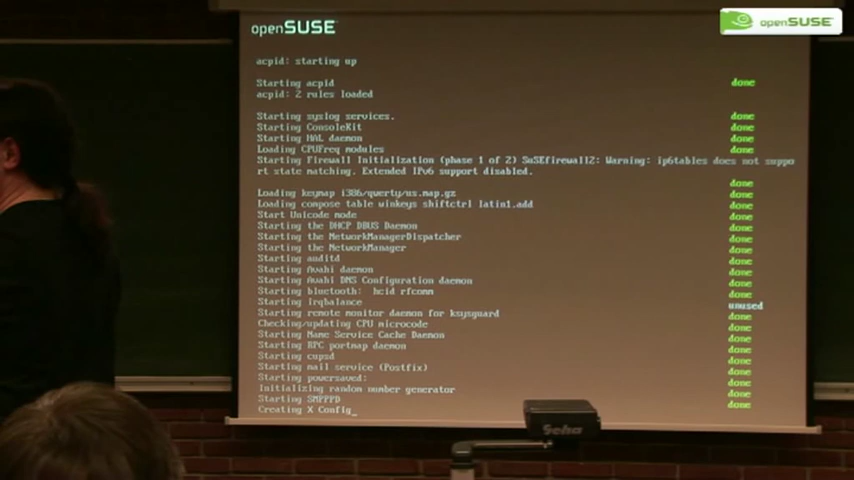 openSUSE
openSUSE
acpid: starting up
Starting acpid done
acpid: 2 rules loaded
Starting syslog services. done
Starting ConsoleKit done
Starting HAL daemon done
Loading CPUFreq modules done
Starting Firewall Initialization (phase 1 of 2) SuSEfirewall2: Warning: ip6tables does not suppo
rt state matching. Extended IPv6 support disabled.
done
Loading keymap i386/qwerty/us.map.gz done
Loading compose table winkeys shiftctrl latin1.add done
Start Unicode mode done
Starting the DHCP DBUS Daemon done
Starting the NetworkManagerDispatcher done
Starting the NetworkManager done
Starting auditd done
Starting Avahi daemon done
Starting Avahi DNS Configuration daemon done
Starting bluetooth: hcid rfcomm done
Starting irqbalance unused
Starting remote monitor daemon for ksysguard done
Checking/updating CPU microcode done
Starting Name Service Cache Daemon done
Starting RPC portmap daemon done
Starting cupsd done
Starting mail service (Postfix) done
Starting powersaved: done
Initializing random number generator done
Starting SMPPPD done
Creating X Config_
Geha